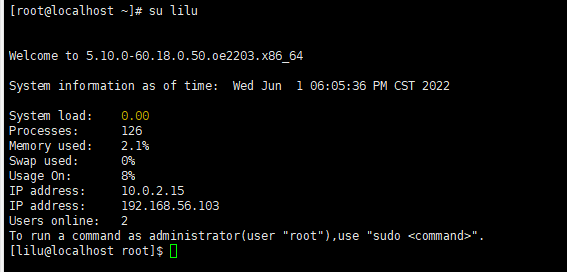 [root@localhost ~]# su lilu
Welcome to 5.10.0-60.18.0.50.oe2203.x86_64
System information as of time:  Wed Jun  1 06:05:36 PM CST 2022
System load:    0.00
Processes:      126
Memory used:    2.1%
Swap used:      0%
Usage On:       8%
IP address:     10.0.2.15
IP address:     192.168.56.103
Users online:   2
To run a command as administrator(user "root"),use "sudo <command>".
[lilu@localhost root]$